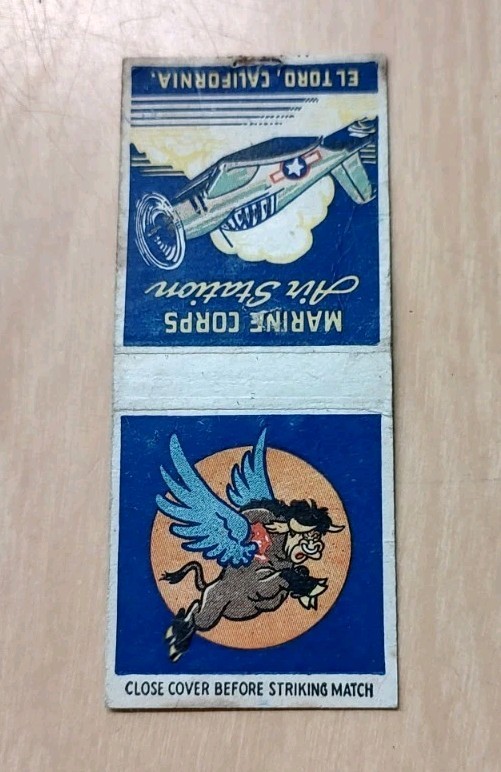 MARINE CORPS
Air Station
EL TORO, CALIFORNIA.
CLOSE COVER BEFORE STRIKING MATCH